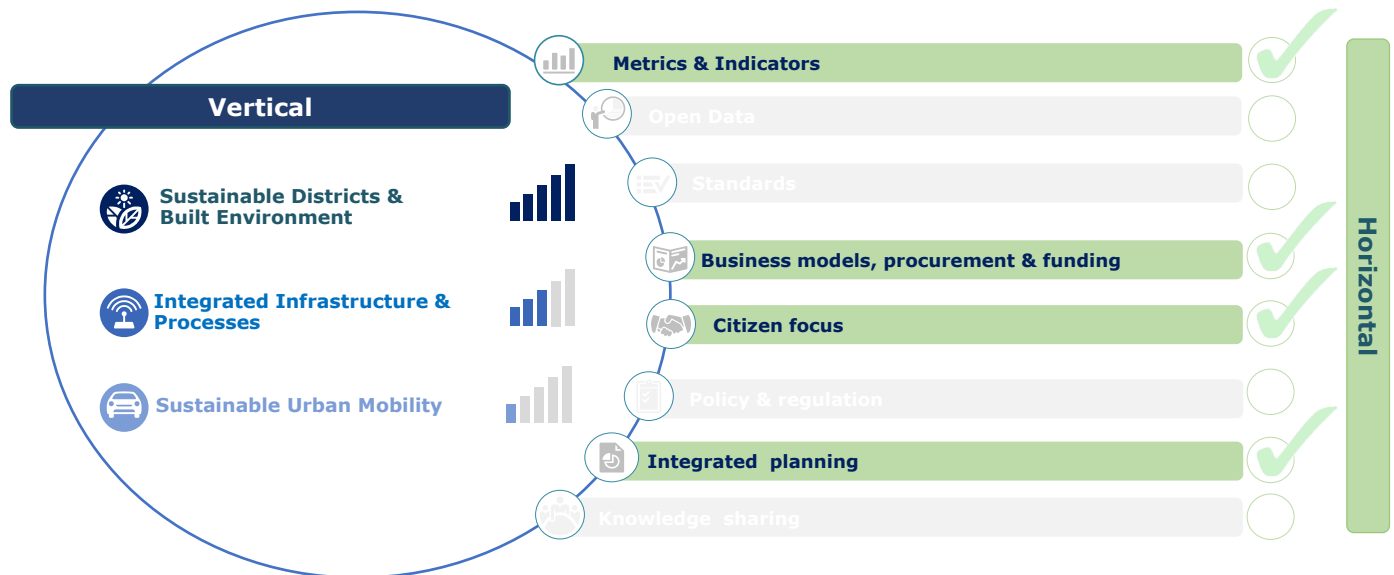 Vertical
Sustainable Districts &
Built Environment
Integrated Infrastructure &
Processes
Sustainable Urban Mobility
Metrics & Indicators
Open Data
Standards
Business models, procurement & funding
Citizen focus
Policy & regulation
Integrated planning
Knowledge sharing
Horizontal